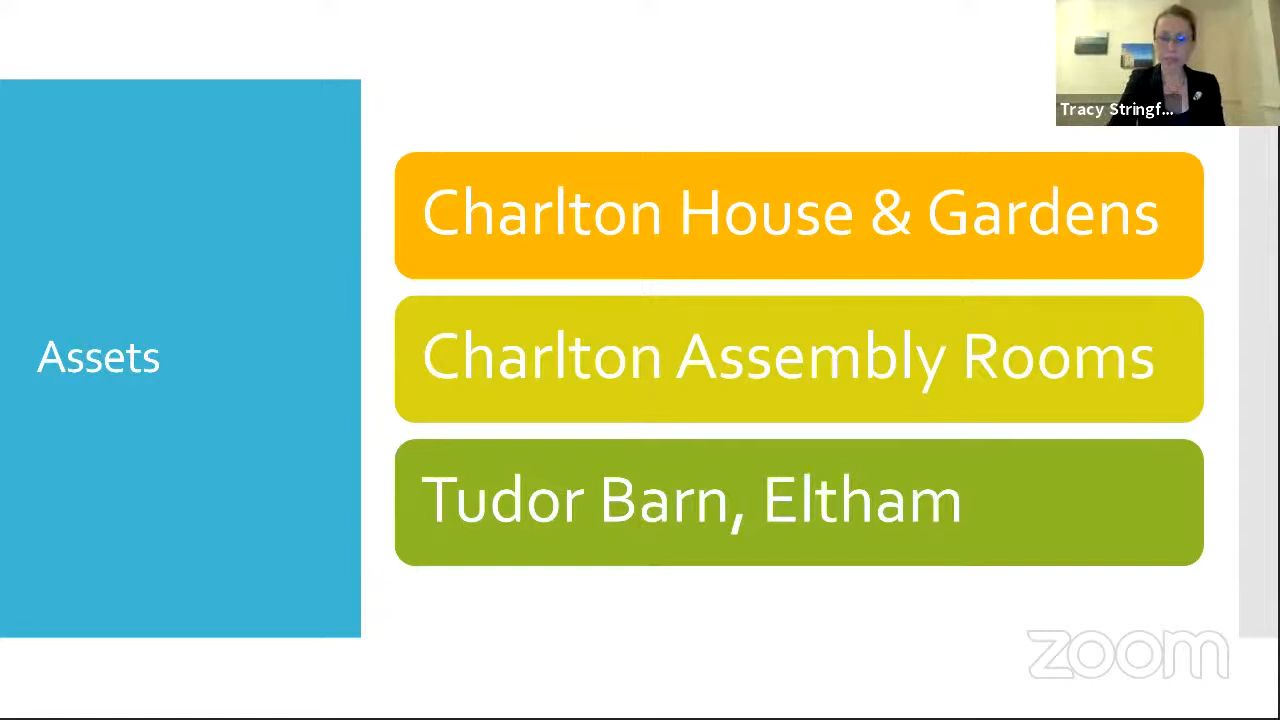 Tracy Stringf...
Charlton House & Gardens
Charlton Assembly Rooms
Assets
Tudor Barn, Eltham
zoom